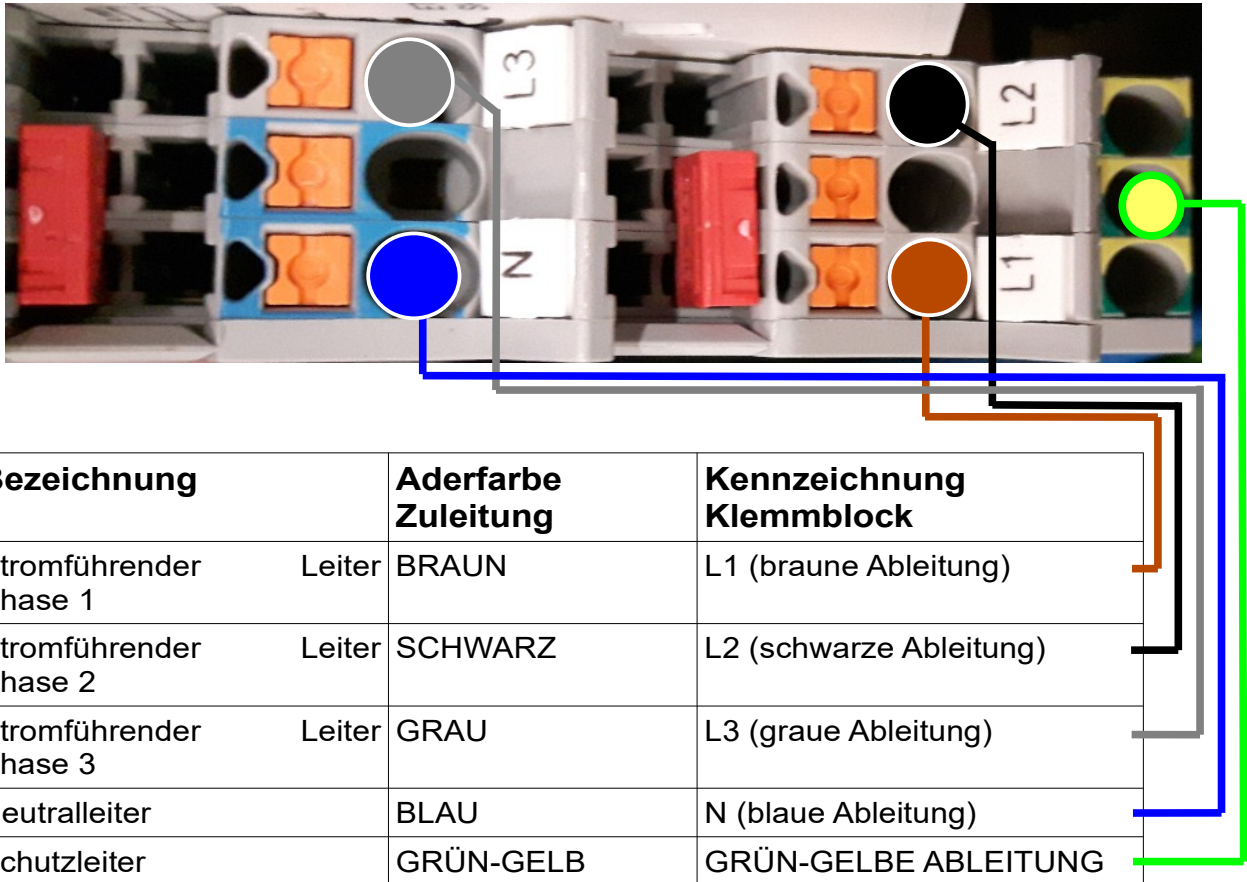 L3
L2
N
L1
Bezeichnung Aderfarbe Zuleitung Kennzeichnung Klemmblock
tromführender Leiter hase 1 BRAUN L1 (braune Ableitung)
tromführender Leiter hase 2 SCHWARZ L2 (schwarze Ableitung)
tromführender Leiter hase 3 GRAU L3 (graue Ableitung)
eutralleiter BLAU N (blaue Ableitung)
chutzleiter GRÜN-GELB GRÜN-GELBE ABLEITUNG